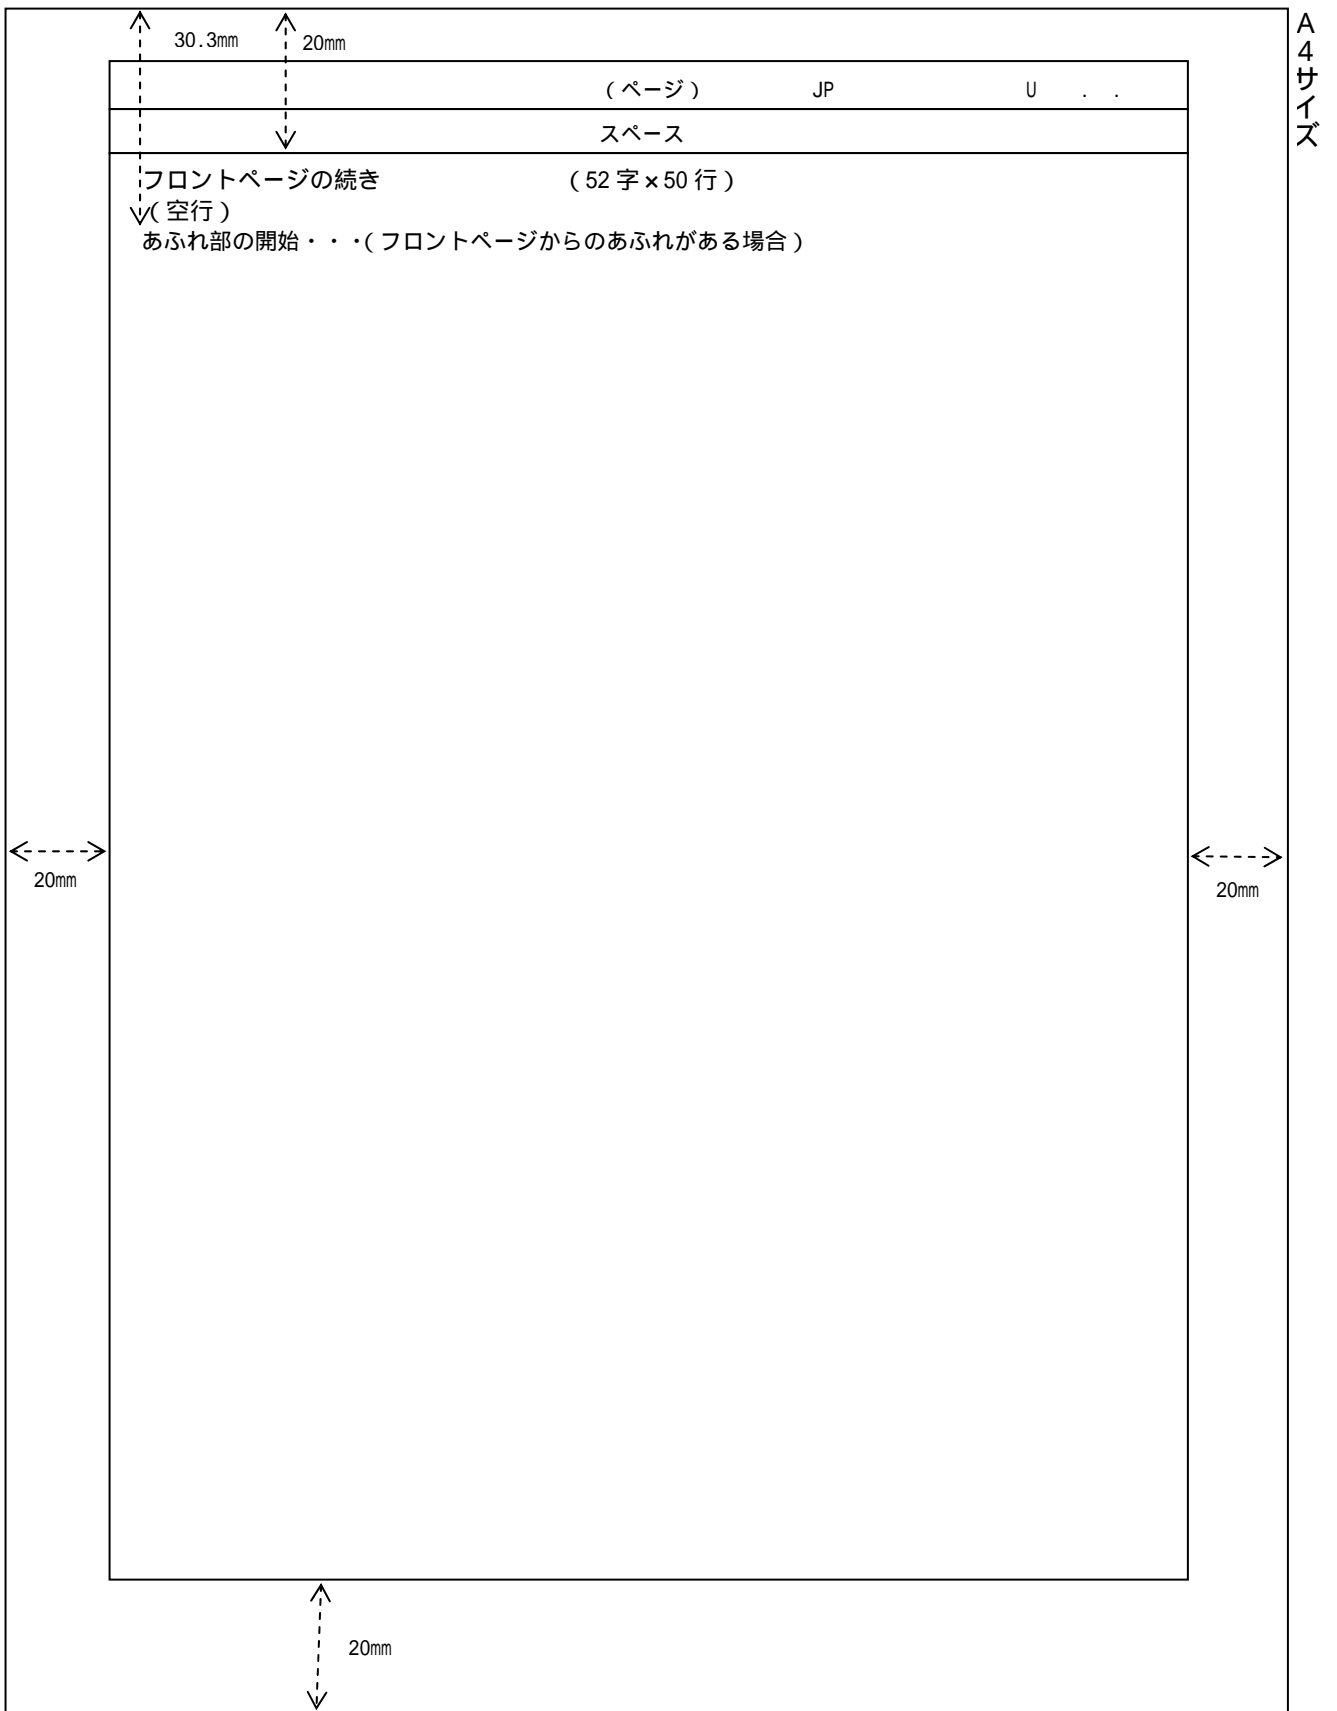 30.3㎜
20㎜
A4サイズ
(ページ) JP U . .
スペース
フロントページの続き (52字×50行)
(空行)
あふれ部の開始・・・(フロントページからのあふれがある場合)
20㎜
20㎜
20㎜